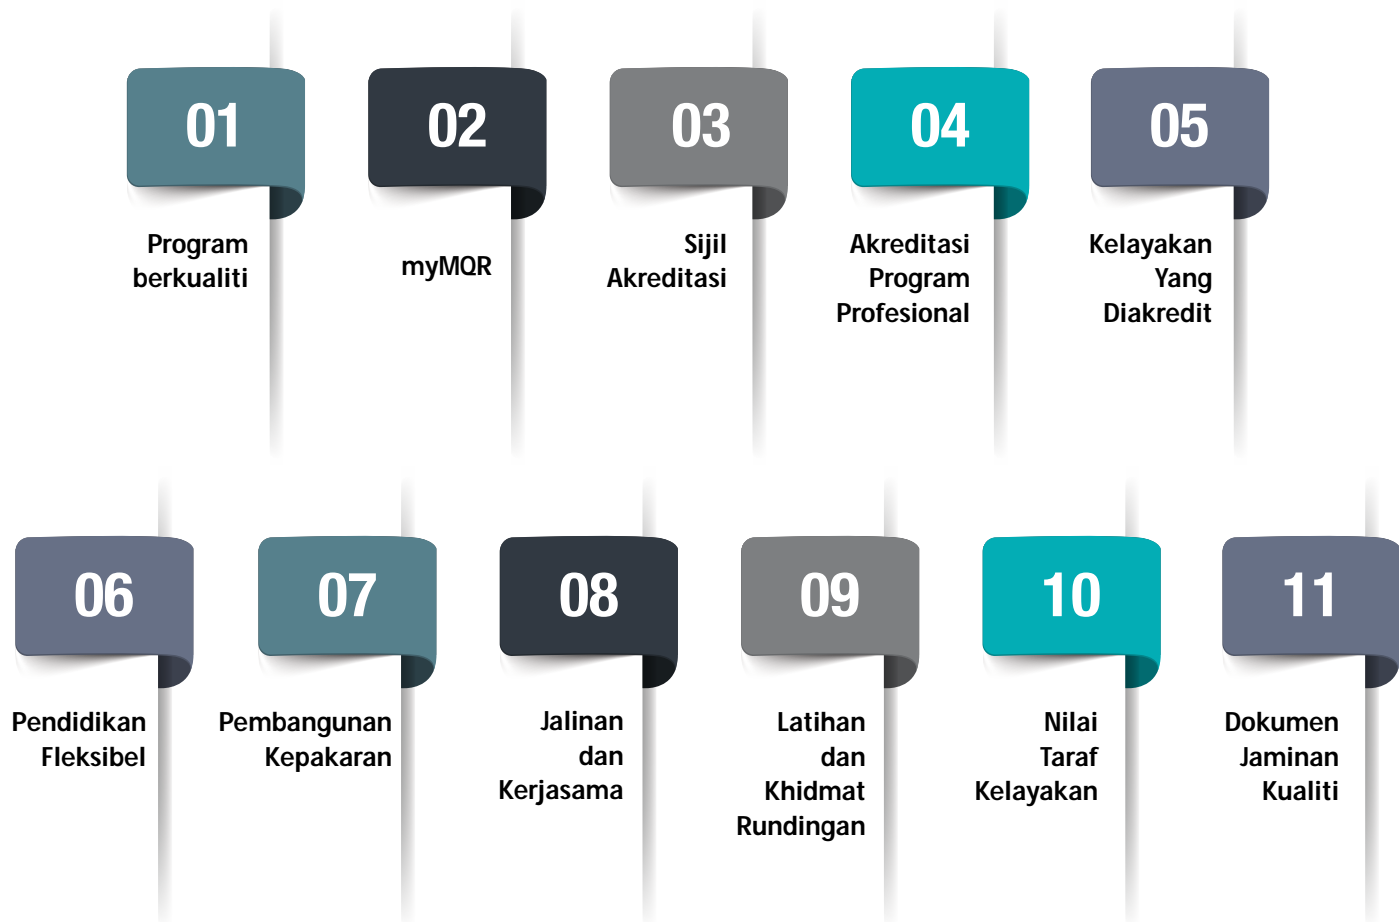 01
Program
berkualiti
02
myMQR
03
Sijil
Akreditasi
04
Akreditasi
Program
Profesional
05
Kelayakan
Yang
Diakredit
06
Pendidikan
Fleksibel
07
Pembangunan
Kepakaran
08
Jalinan
dan
Kerjasama
09
Latihan
dan
Khidmat
Rundingan
10
Nilai
Taraf
Kelayakan
11
Dokumen
Jaminan
Kualiti